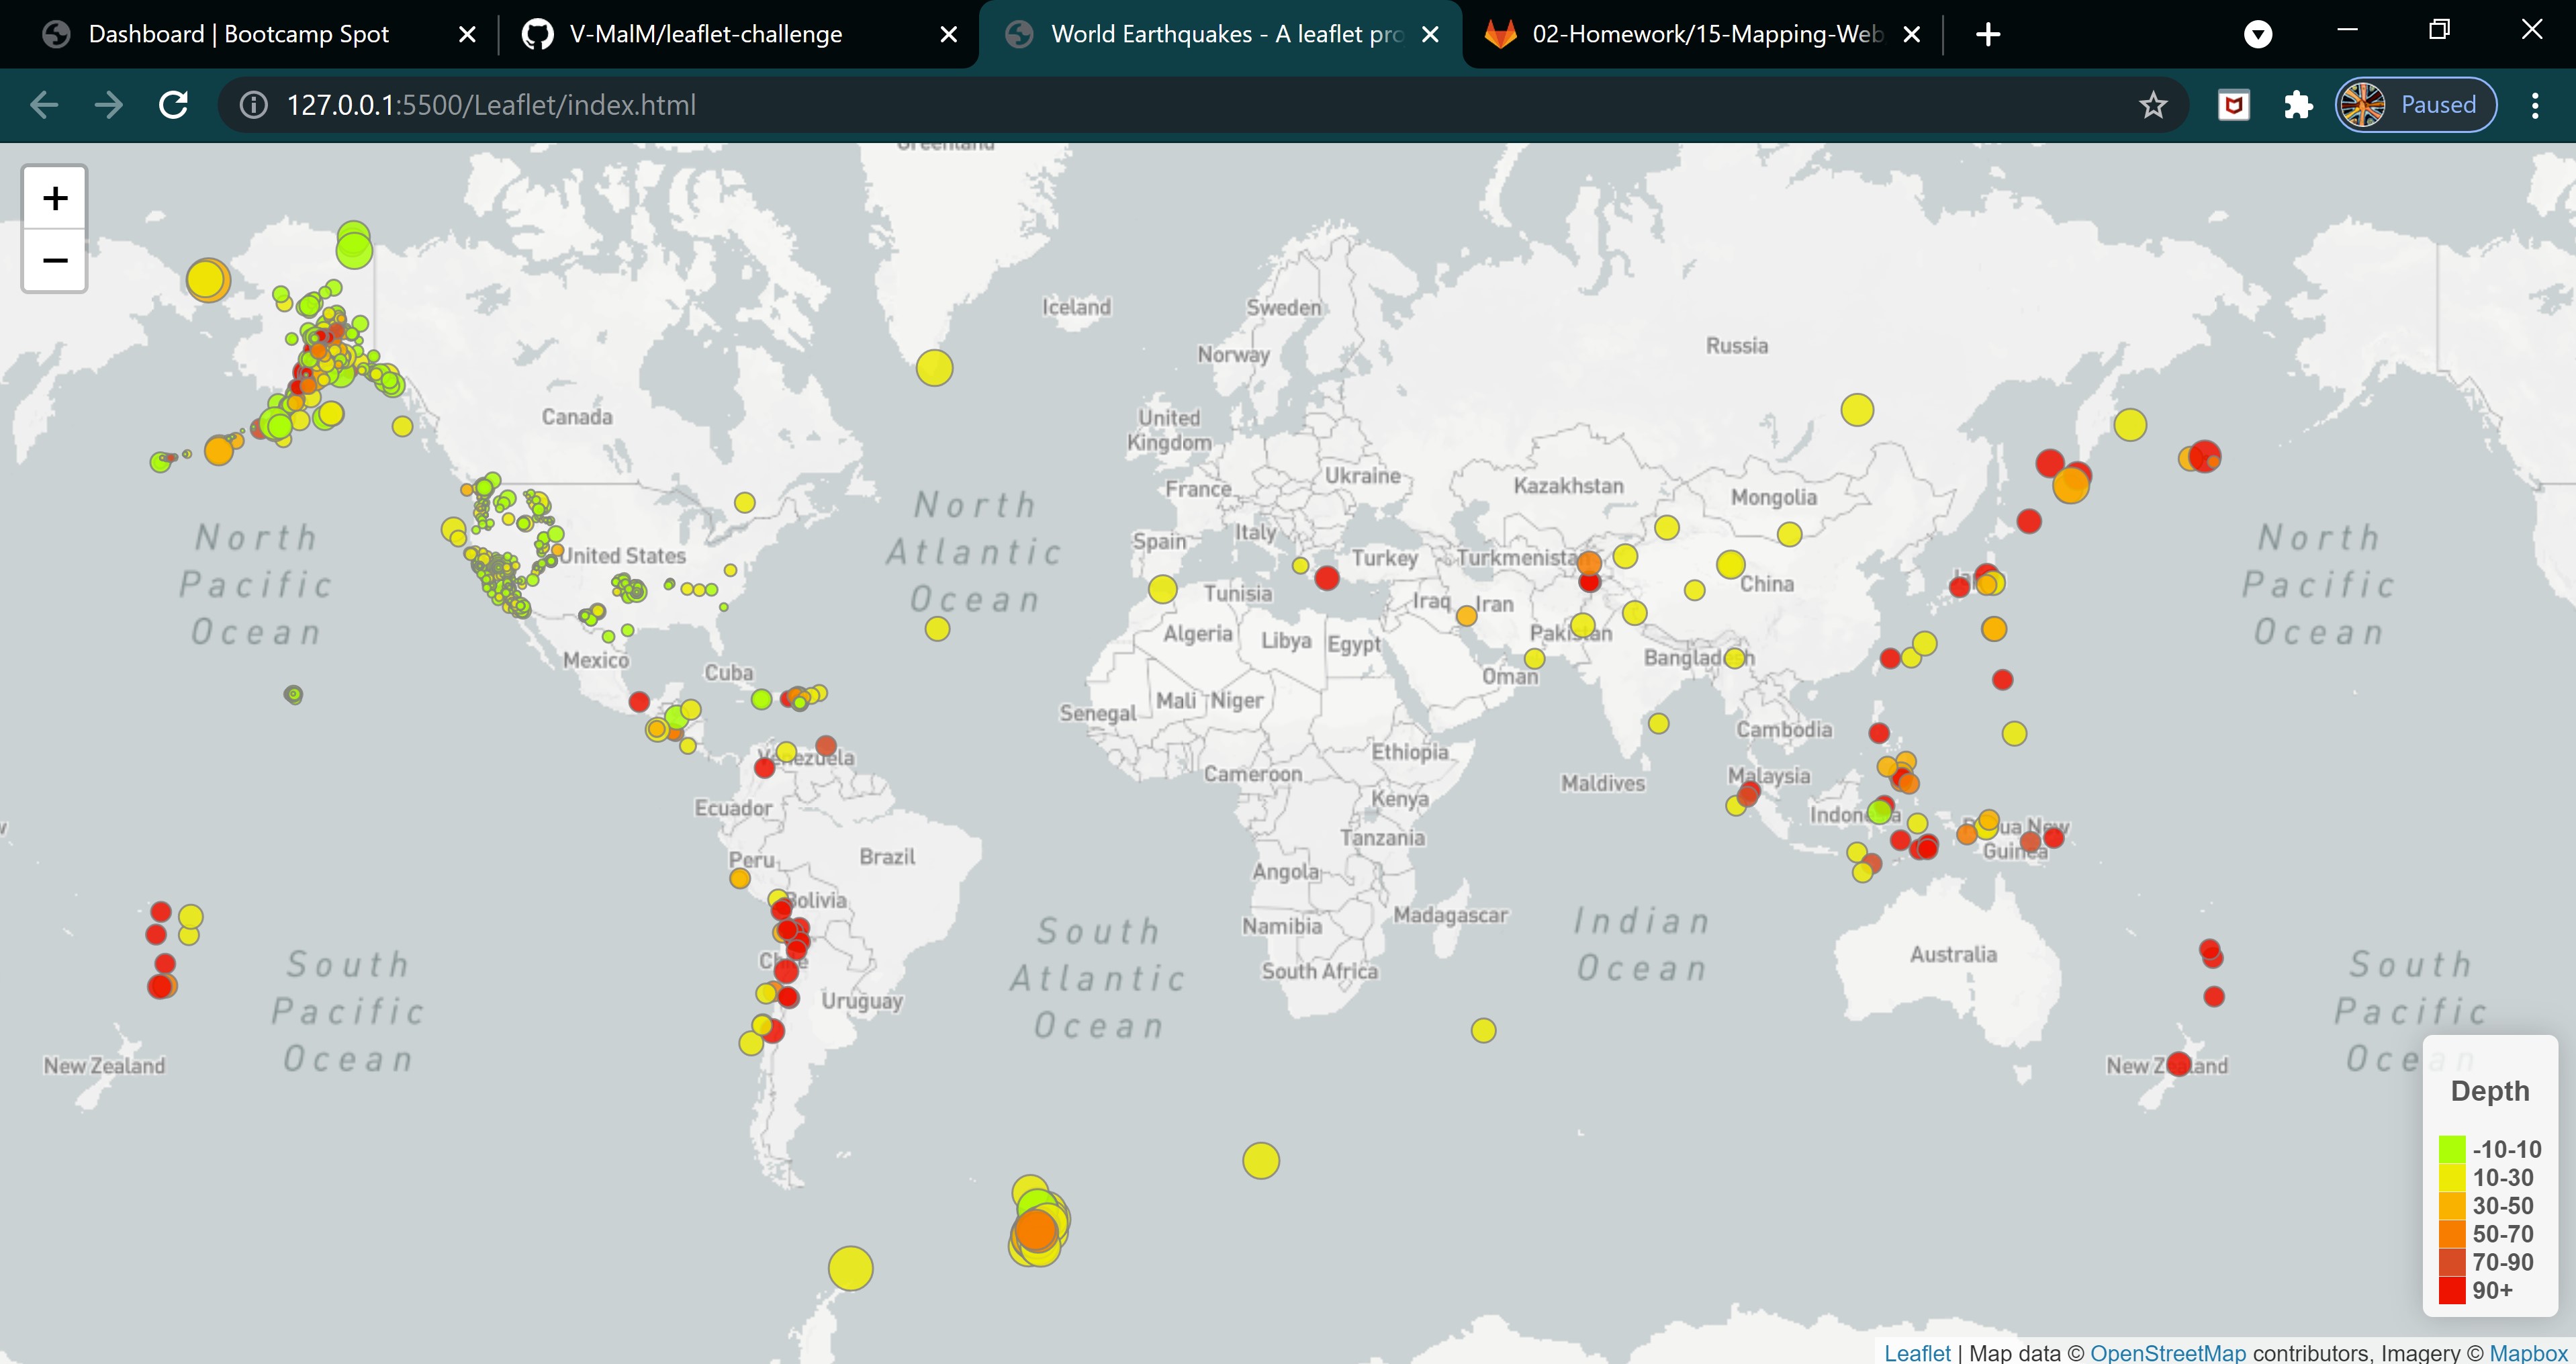 Dashboard | Bootcamp Spot
V-MalM/leaflet-challenge
World Earthquakes - A leaflet pro
02-Homework/15-Mapping-Web
127.0.0.1:5500/Leaflet/index.html
Paused
+
−
Greenland
Iceland
Sweden
Norway
Russia
Canada
United
Kingdom
Ukraine
France
Kazakhstan
Mongolia
North
Atlantic
Ocean
North
Pacific
Ocean
North
Pacific
Ocean
United States
Spain
Italy
Turkey
Turkmenista
China
Tunisia
Iraq
Iran
Algeria
Libya
Egypt
Pakistan
Mexico
Cuba
Bangladesh
Oman
Mali
Niger
Senegal
Cambodia
Venezuela
Ethiopia
Cameroon
Malaysia
Maldives
Ecuador
Kenya
Indonesia
Tanzania
Papua New
Guinea
Peru
Brazil
Angola
Bolivia
Namibia
Madagascar
South
Atlantic
Ocean
Indian
Ocean
Australia
Chile
South Africa
Uruguay
South
Pacific
Ocean
South
Pacific
Ocean
New Zealand
New Zealand
Depth
-10-10
10-30
30-50
50-70
70-90
90+
Leaflet | Map data © OpenStreetMap contributors, Imagery © Mapbox